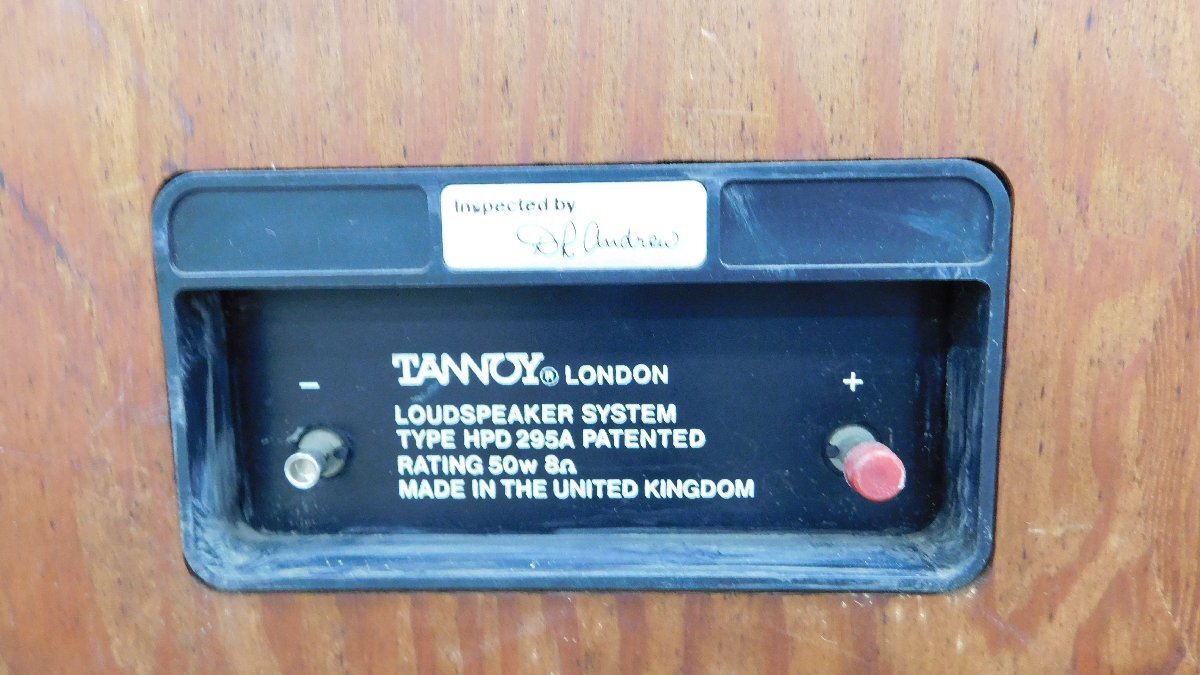 Inspected by
DR Andrew
TANNOY® LONDON
- +
LOUDSPEAKER SYSTEM
TYPE HPD 295A PATENTED
RATING 50w 8Ω
MADE IN THE UNITED KINGDOM